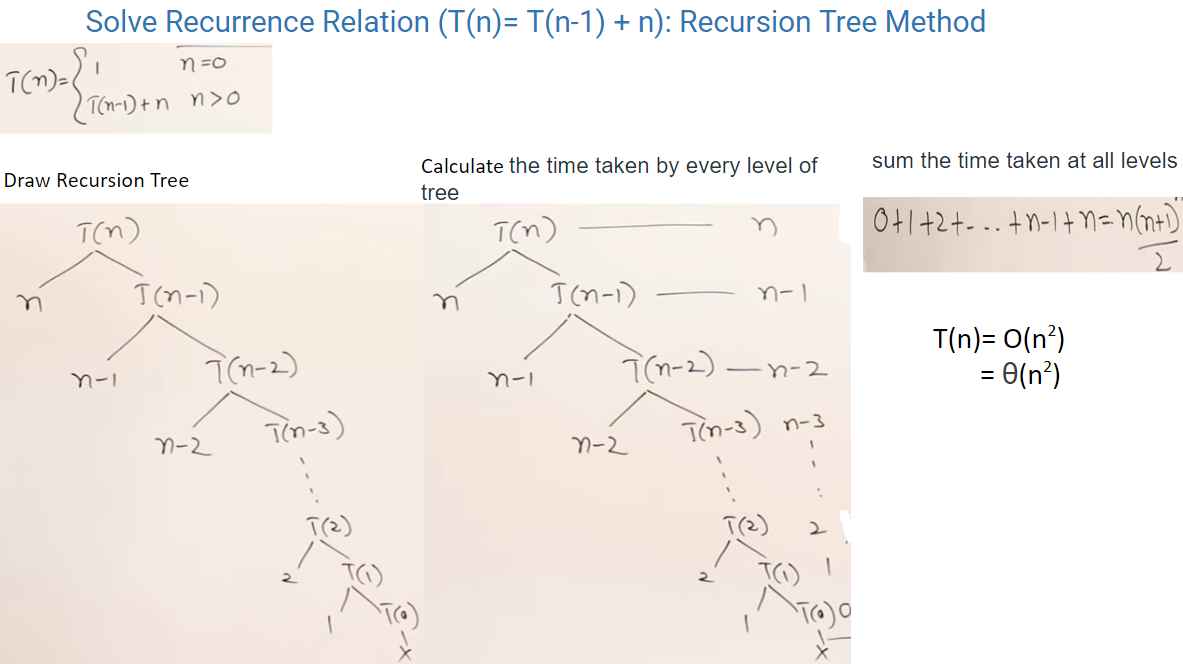 Solve Recurrence Relation (T(n)= T(n-1) + n): Recursion Tree Method
T(n)= { 1 n=0
T(n-1)+n n>0
Draw Recursion Tree
T(n)
n T(n-1)
n-1 T(n-2)
n-2 T(n-3)
T(2)
2 T(1)
1 T(0)
x
Calculate the time taken by every level of
tree
T(n) — n
n T(n-1) — n-1
n-1 T(n-2) — n-2
n-2 T(n-3) n-3
T(2) 2
2 T(1) 1
1 T(0) 0
x
sum the time taken at all levels
0+1+2+--..+n-1+n=n(n+1)
2
T(n)= O(n²)
= θ(n²)